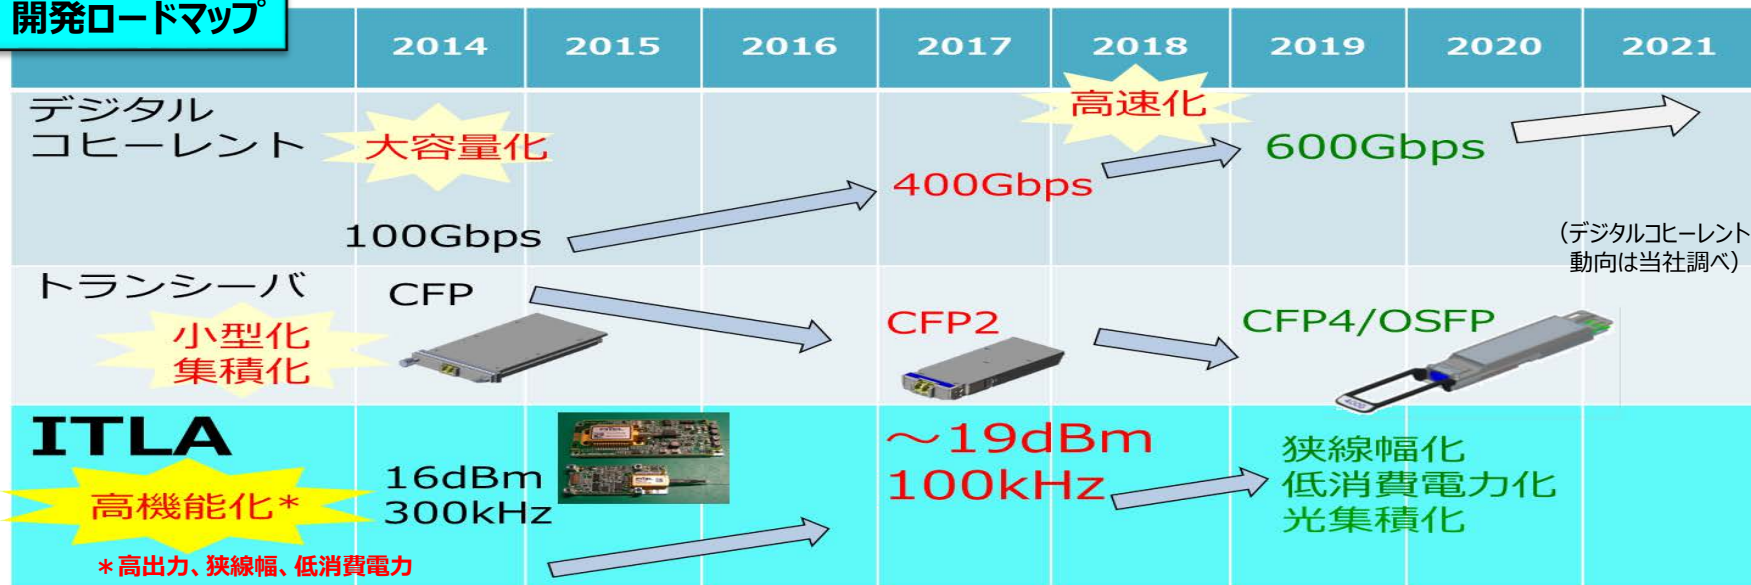 開発ロードマップ
2014 2015 2016 2017 2018 2019 2020 2021
デジタル
コヒーレント
大容量化
高速化
100Gbps
400Gbps
600Gbps
(デジタルコヒーレント
動向は当社調べ)
トランシーバ
小型化
集積化
CFP
CFP2
CFP4/OSFP
ITLA
高機能化*
*高出力、狭線幅、低消費電力
16dBm
300kHz
～19dBm
100kHz
狭線幅化
低消費電力化
光集積化